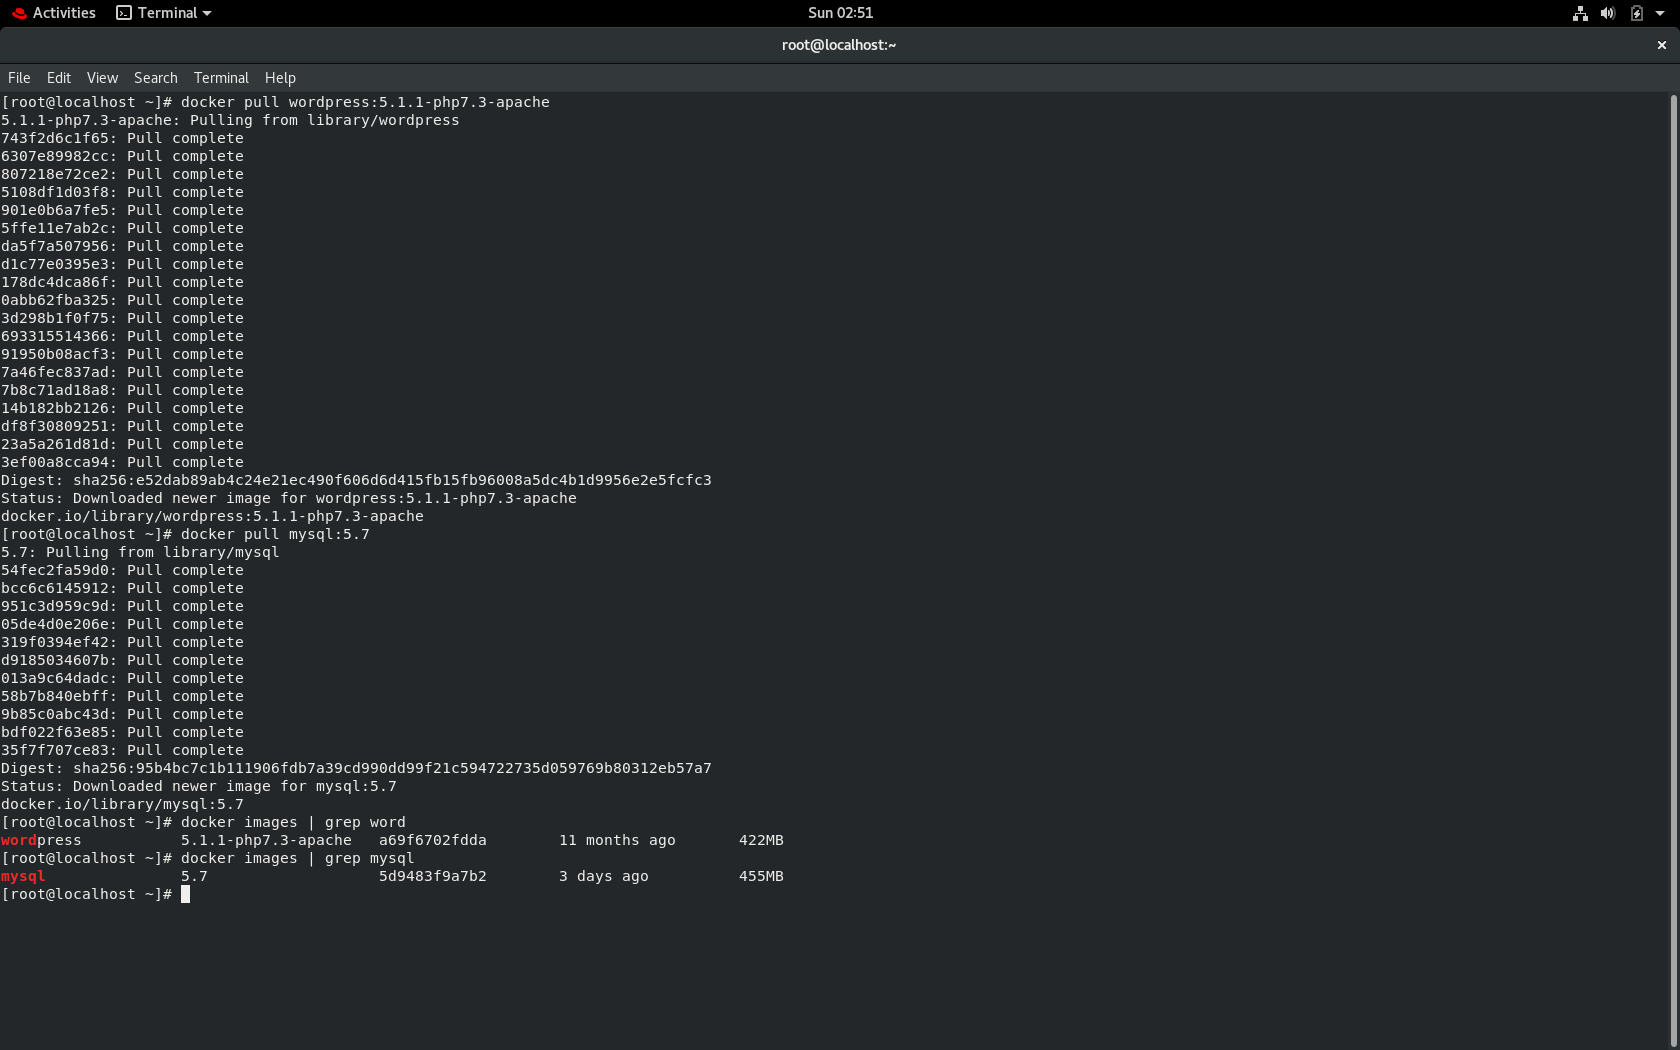 Activities Terminal Sun 02:51
root@localhost:~ ×
File Edit View Search Terminal Help
[root@localhost ~]# docker pull wordpress:5.1.1-php7.3-apache
5.1.1-php7.3-apache: Pulling from library/wordpress
743f2d6c1f65: Pull complete
6307e89982cc: Pull complete
807218e72ce2: Pull complete
5108df1d03f8: Pull complete
901e0b6a7fe5: Pull complete
5ffe11e7ab2c: Pull complete
da5f7a507956: Pull complete
d1c77e0395e3: Pull complete
178dc4dca86f: Pull complete
0abb62fba325: Pull complete
3d298b1f0f75: Pull complete
693315514366: Pull complete
91950b08acf3: Pull complete
7a46fec837ad: Pull complete
7b8c71ad18a8: Pull complete
14b182bb2126: Pull complete
df8f30809251: Pull complete
23a5a261d81d: Pull complete
3ef00a8cca94: Pull complete
Digest: sha256:e52dab89ab4c24e21ec490f606d6d415fb15fb96008a5dc4b1d9956e2e5fcfc3
Status: Downloaded newer image for wordpress:5.1.1-php7.3-apache
docker.io/library/wordpress:5.1.1-php7.3-apache
[root@localhost ~]# docker pull mysql:5.7
5.7: Pulling from library/mysql
54fec2fa59d0: Pull complete
bcc6c6145912: Pull complete
951c3d959c9d: Pull complete
05de4d0e206e: Pull complete
319f0394ef42: Pull complete
d9185034607b: Pull complete
013a9c64dadc: Pull complete
58b7b840ebff: Pull complete
9b85c0abc43d: Pull complete
bdf022f63e85: Pull complete
35f7f707ce83: Pull complete
Digest: sha256:95b4bc7c1b111906fdb7a39cd990dd99f21c594722735d059769b80312eb57a7
Status: Downloaded newer image for mysql:5.7
docker.io/library/mysql:5.7
[root@localhost ~]# docker images | grep word
wordpress 5.1.1-php7.3-apache a69f6702fdda 11 months ago 422MB
[root@localhost ~]# docker images | grep mysql
mysql 5.7 5d9483f9a7b2 3 days ago 455MB
[root@localhost ~]#